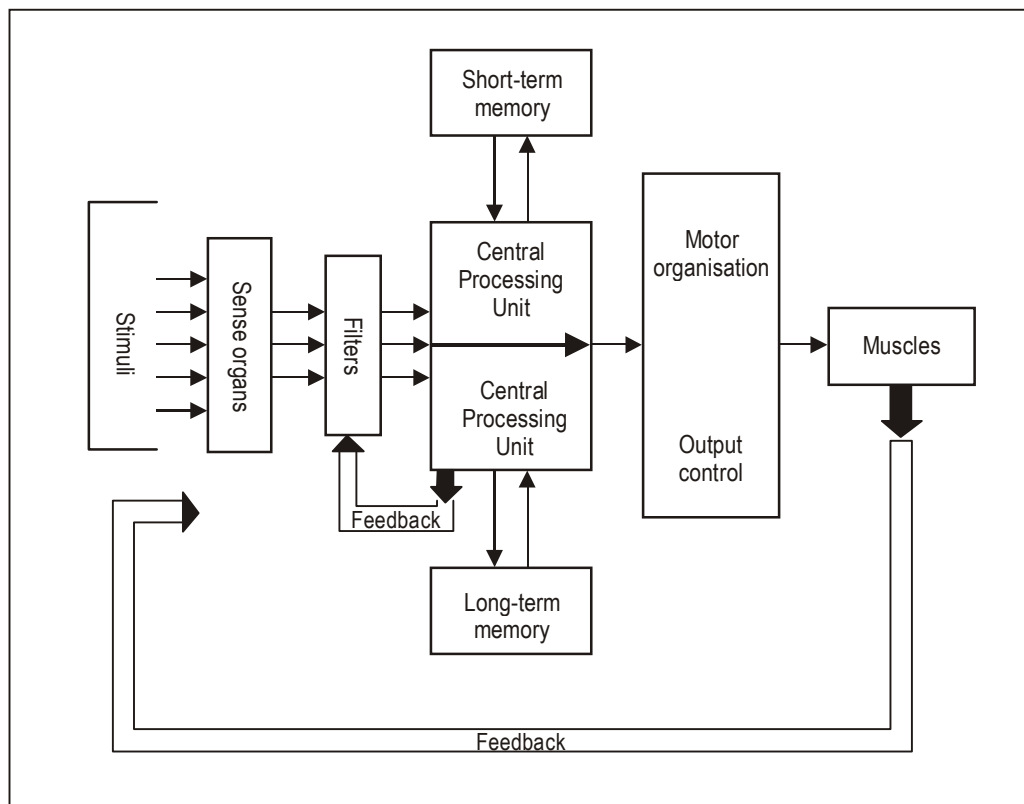 Short-term
memory
Stimuli
Sense organs
Filters
Central
Processing
Unit
Central
Processing
Unit
Motor
organisation
Output
control
Muscles
Feedback
Long-term
memory
Feedback